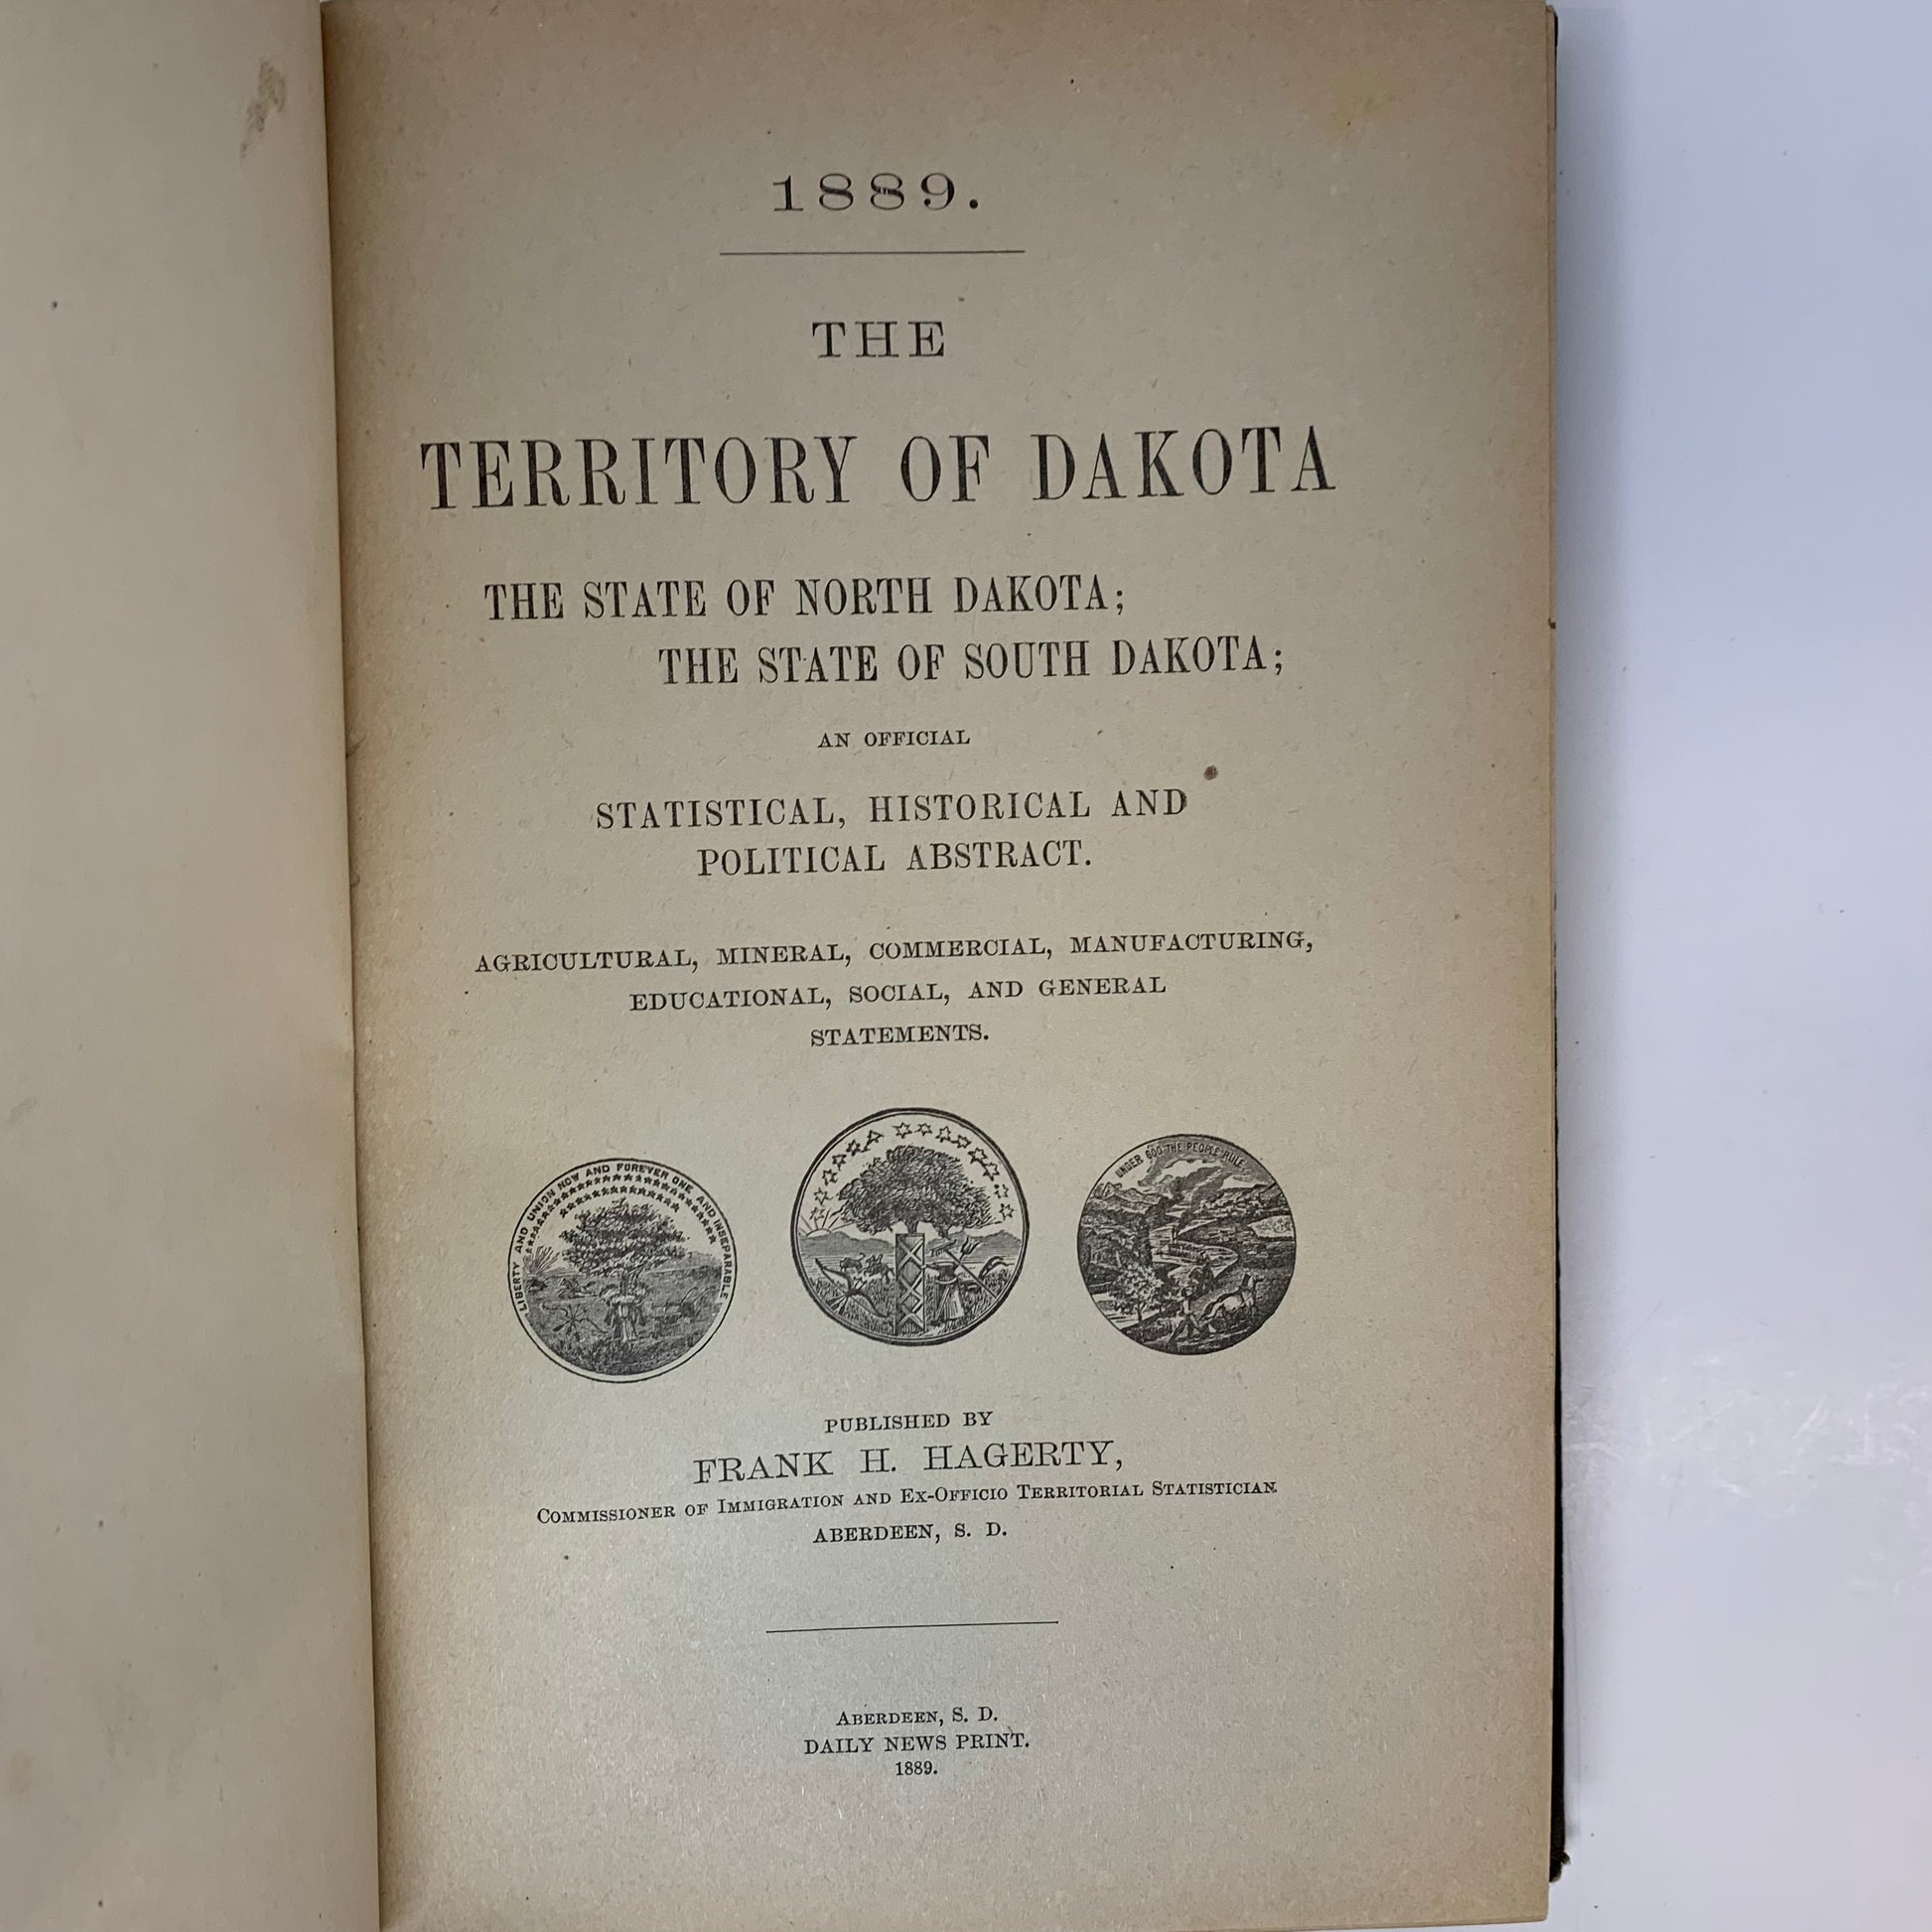 1889.
THE
TERRITORY OF DAKOTA
THE STATE OF NORTH DAKOTA;
THE STATE OF SOUTH DAKOTA;
AN OFFICIAL
STATISTICAL, HISTORICAL AND
POLITICAL ABSTRACT.
AGRICULTURAL, MINERAL, COMMERCIAL, MANUFACTURING,
EDUCATIONAL, SOCIAL, AND GENERAL
STATEMENTS.
LIBERTY AND UNION NOW AND FOREVER ONE AND INSEPARABLE
UNDER GOD THE PEOPLE RULE
PUBLISHED BY
FRANK H. HAGERTY,
COMMISSIONER OF IMMIGRATION AND EX-OFFICIO TERRITORIAL STATISTICIAN
ABERDEEN, S. D.
ABERDEEN, S. D.
DAILY NEWS PRINT.
1889.